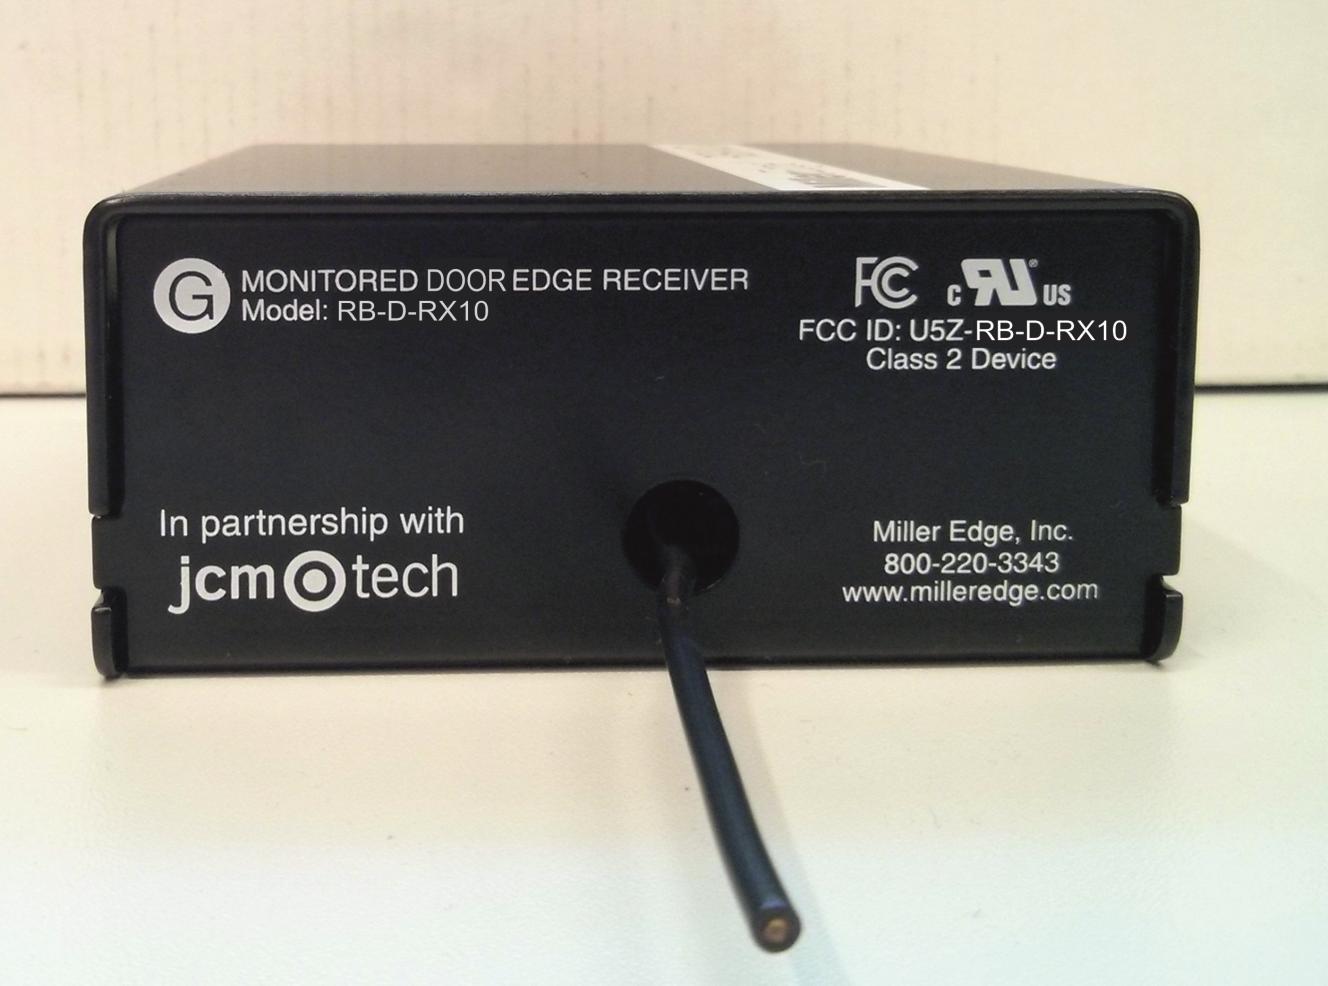 G MONITORED DOOR EDGE RECEIVER
Model: RB-D-RX10
FC c RU® US
FCC ID: U5Z-RB-D-RX10
Class 2 Device
In partnership with
jcm tech
Miller Edge, Inc.
800-220-3343
www.milleredge.com